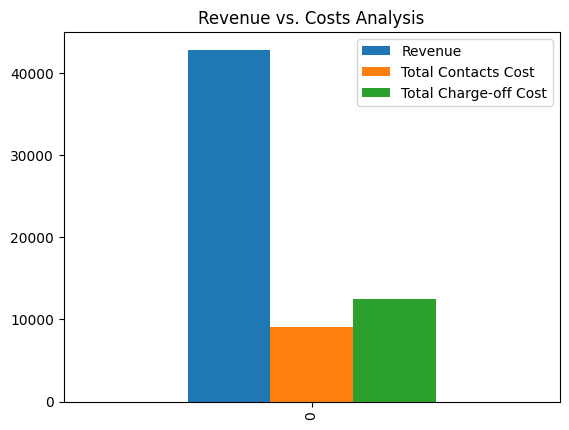 Revenue vs. Costs Analysis
Revenue
Total Contacts Cost
Total Charge-off Cost
40000
30000
20000
10000
0
0